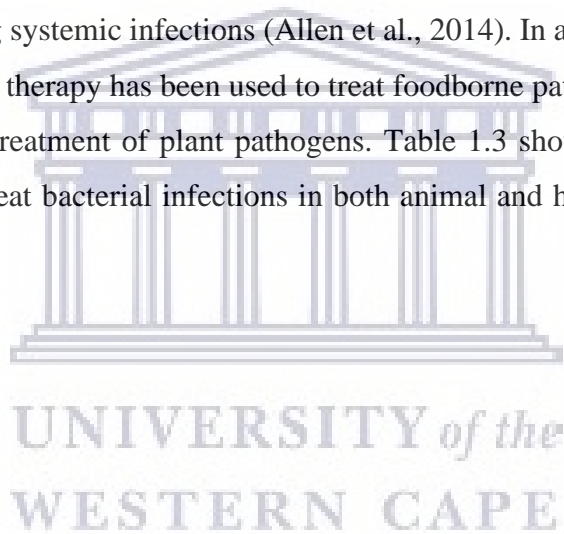 g systemic infections (Allen et al., 2014). In a
therapy has been used to treat foodborne pat
reatment of plant pathogens. Table 1.3 sho
eat bacterial infections in both animal and h
UNIVERSITY of the
WESTERN CAPE